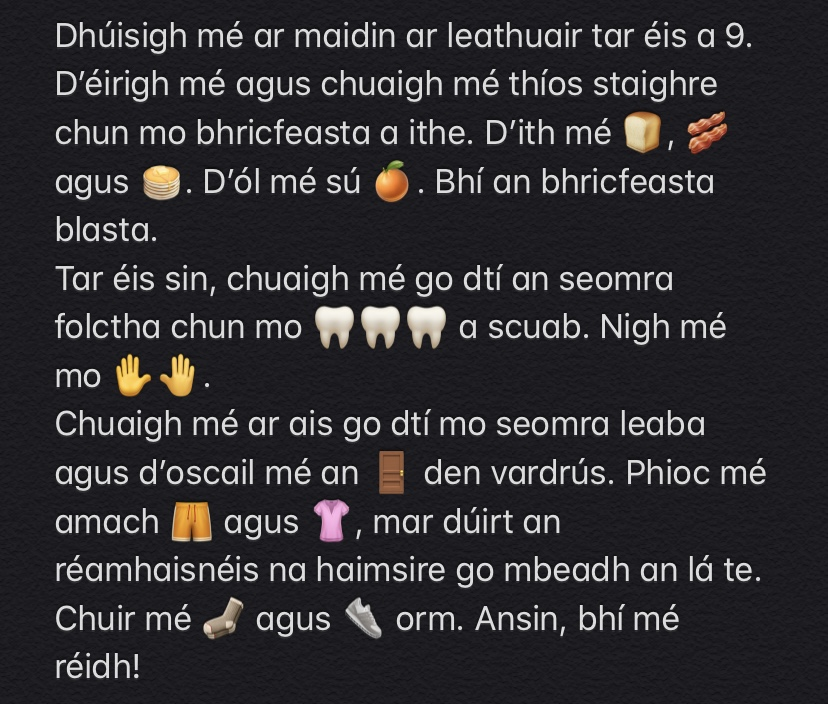 Dhúisigh mé ar maidin ar leathuair tar éis a 9.
D’éirigh mé agus chuaigh mé thíos staighre
chun mo bhricfeasta a ithe. D’ith mé 🍞, 🥓
agus 🥞. D’ól mé sú 🍊. Bhí an bhricfeasta
blasta.
Tar éis sin, chuaigh mé go dtí an seomra
folctha chun mo 🦷🦷🦷 a scuab. Nigh mé
mo 🤚✋.
Chuaigh mé ar ais go dtí mo seomra leaba
agus d’oscail mé an 🚪 den vardrús. Phioc mé
amach 🩳 agus 👚, mar dúirt an
réamhaisnéis na haimsire go mbeadh an lá te.
Chuir mé 🧦 agus 👟 orm. Ansin, bhí mé
réidh!